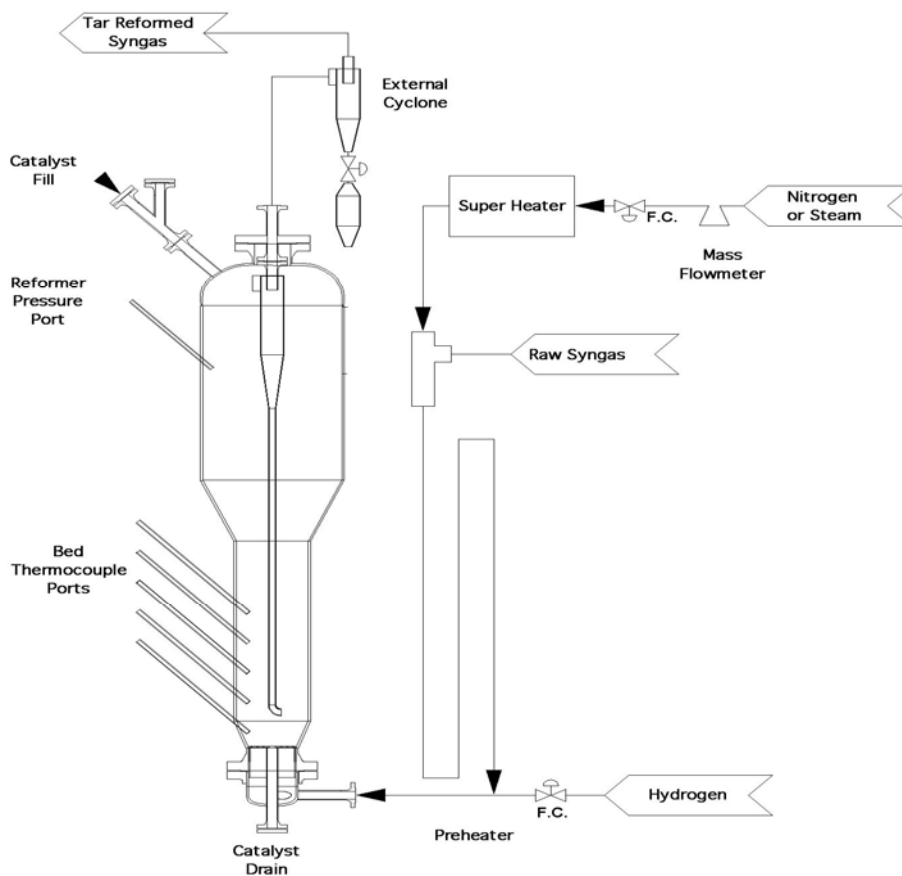 Tar Reformed
Syngas
External
Cyclone
Catalyst
Fill
Super Heater
F.C.
Nitrogen
or Steam
Mass
Flowmeter
Reformer
Pressure
Port
Raw Syngas
Bed
Thermocouple
Ports
Hydrogen
F.C.
Preheater
Catalyst
Drain